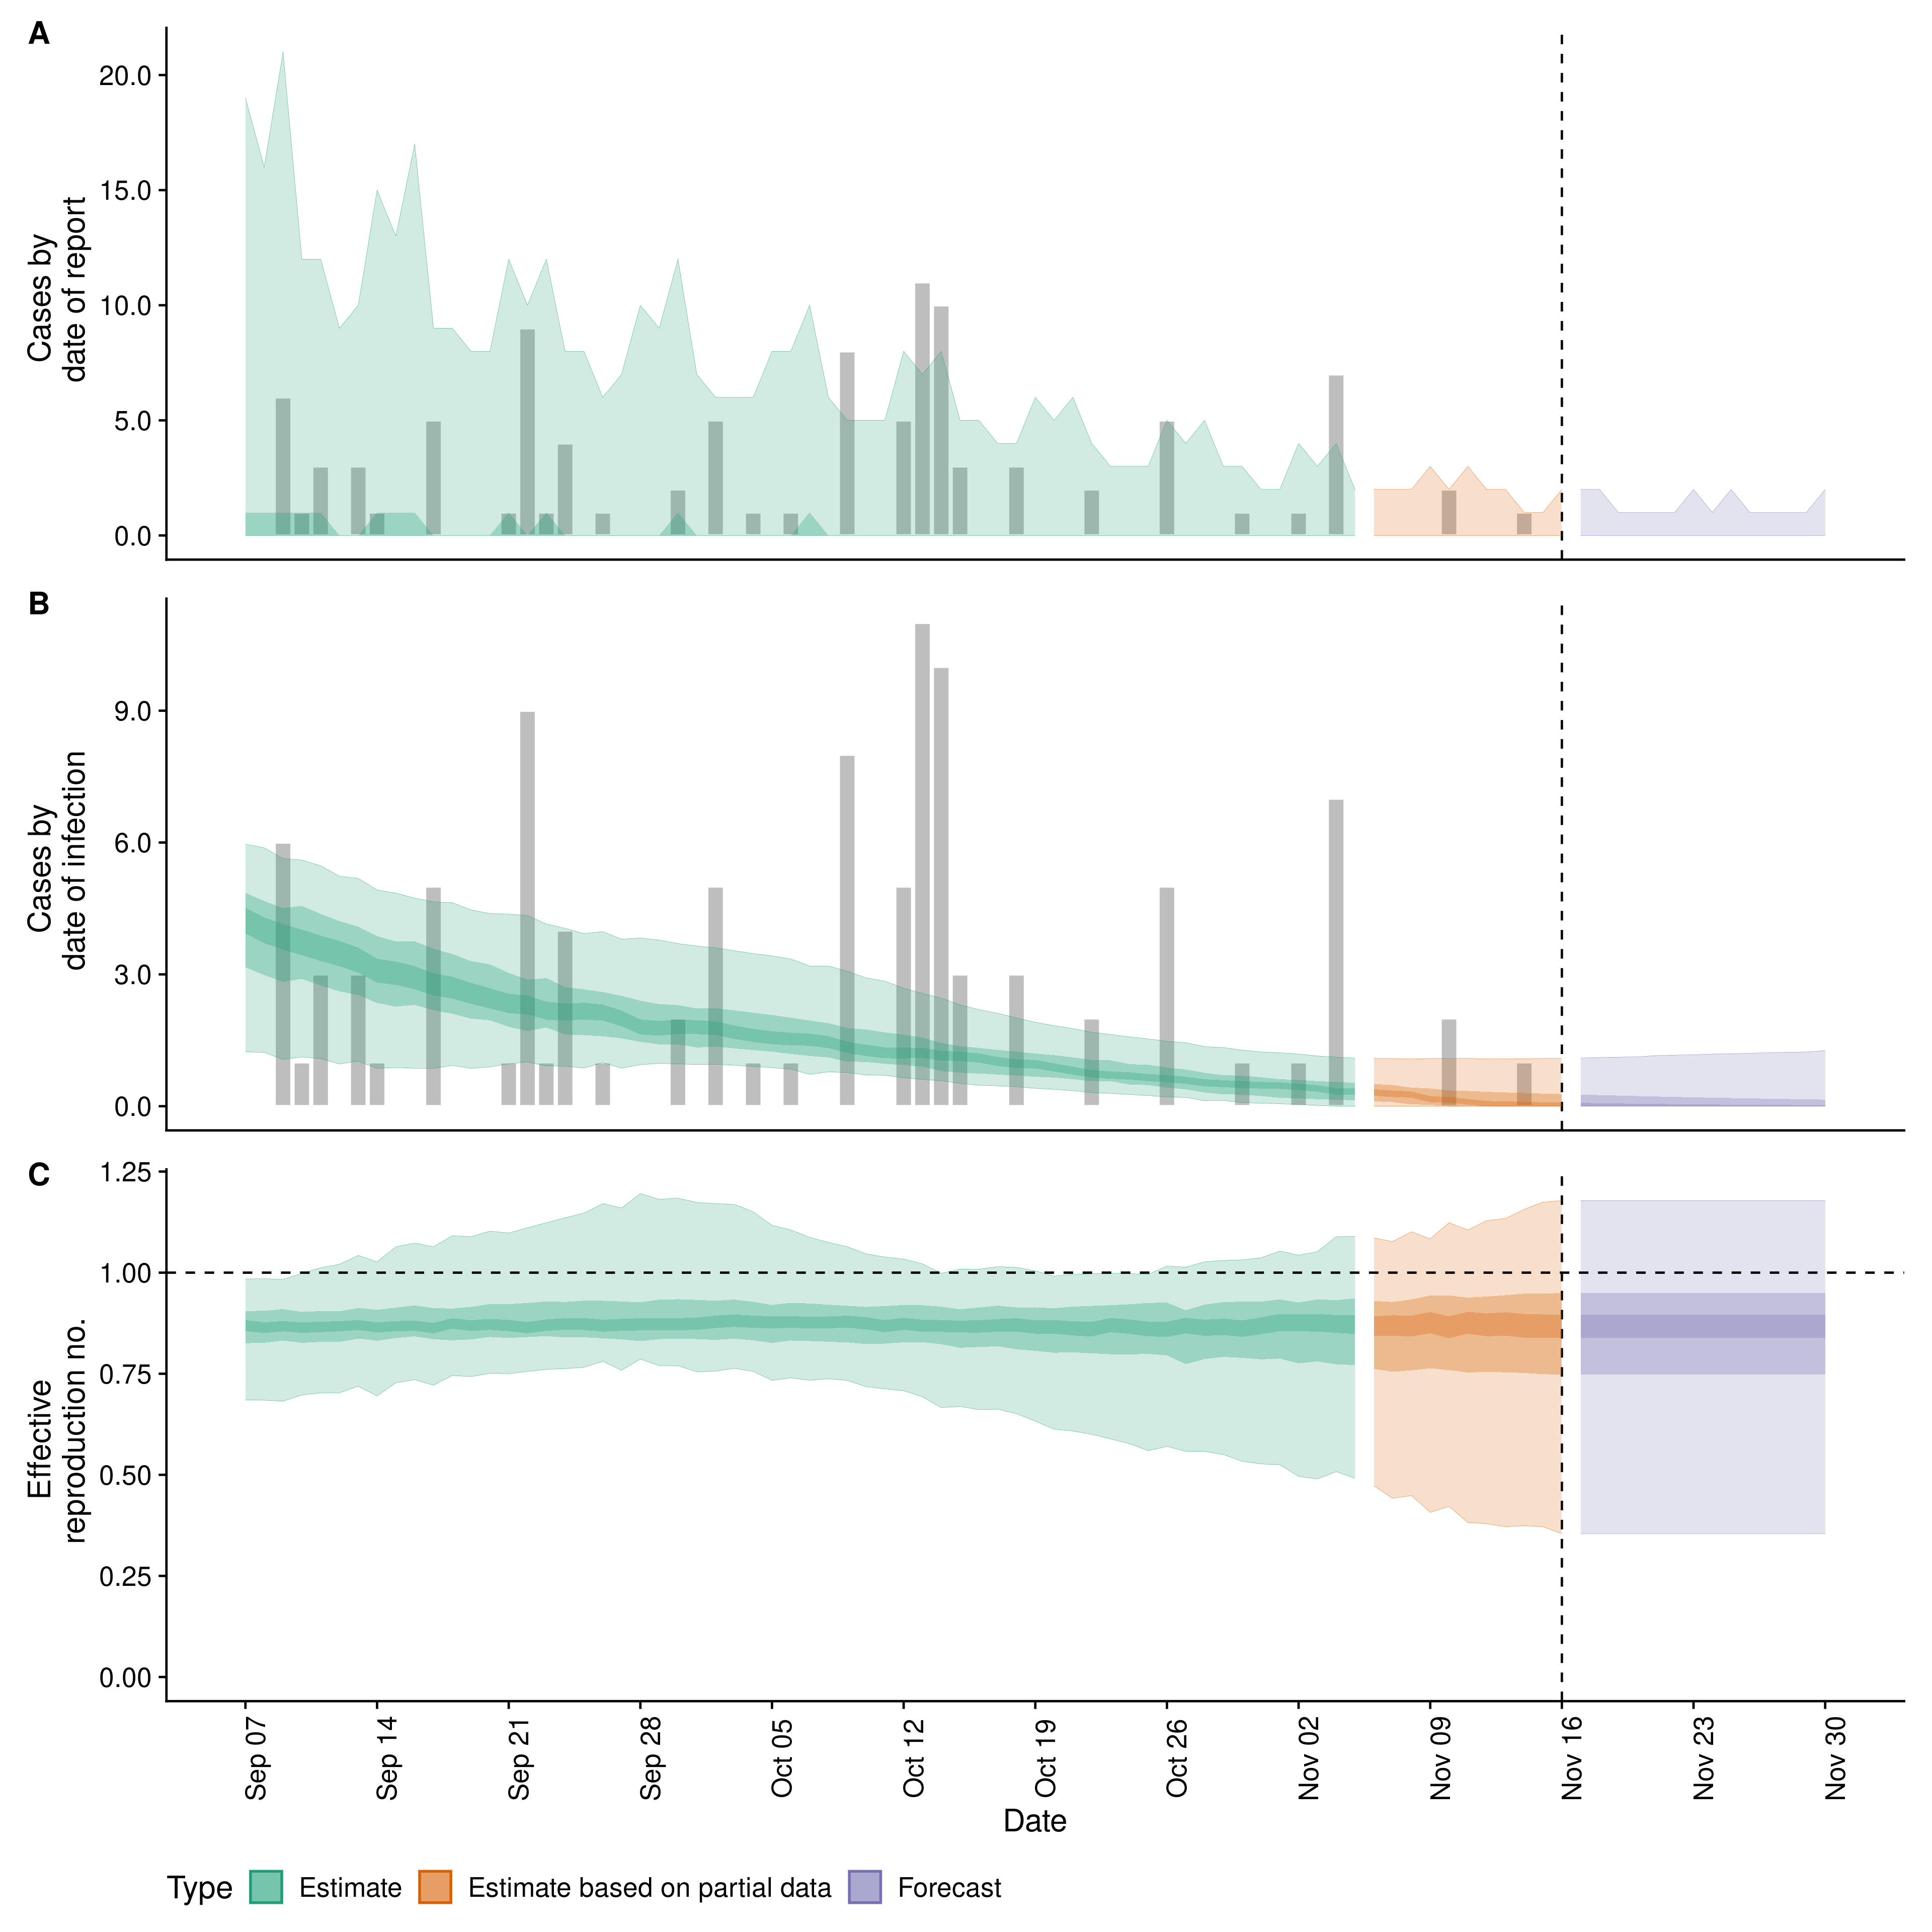 A
Cases by
date of report
20.0
15.0
10.0
5.0
0.0
B
Cases by
date of infection
9.0
6.0
3.0
0.0
C
Effective
reproduction no.
1.25
1.00
0.75
0.50
0.25
0.00
Sep 07
Sep 14
Sep 21
Sep 28
Oct 05
Oct 12
Oct 19
Oct 26
Nov 02
Nov 09
Nov 16
Nov 23
Nov 30
Date
Type Estimate Estimate based on partial data Forecast